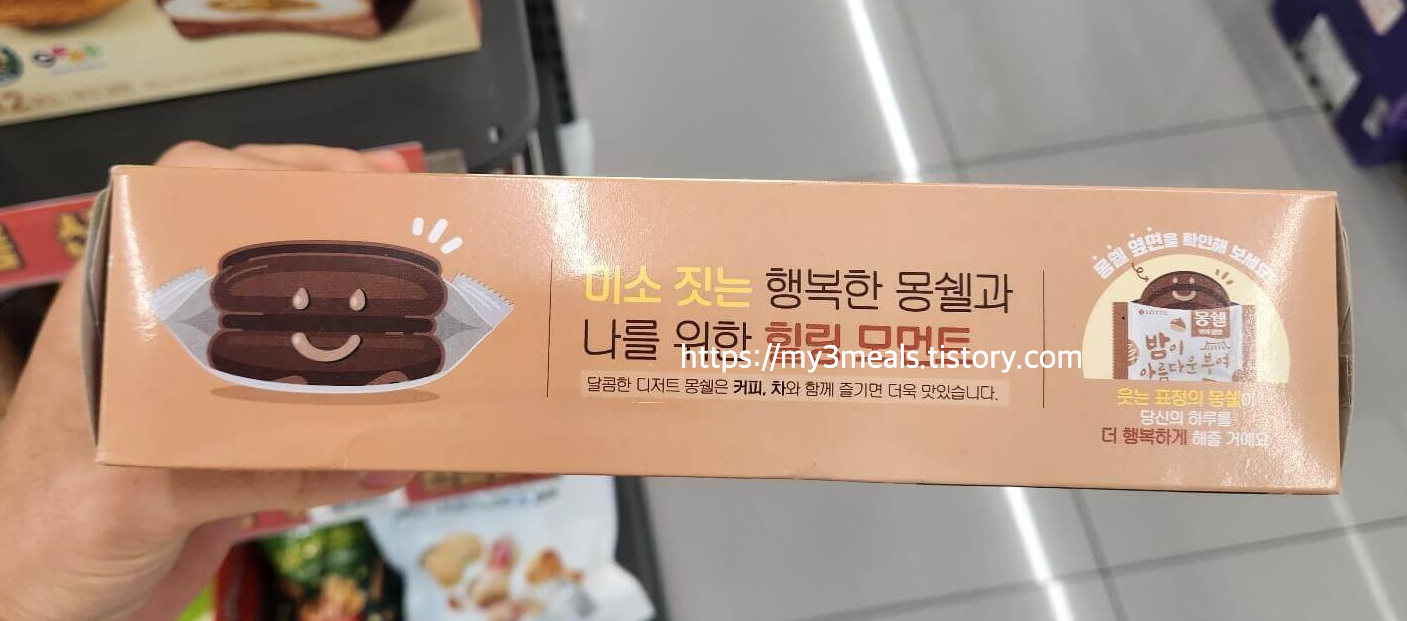 미소 짓는 행복한 몽쉘과
나를 위한 힐링 모먼트
https://my3meals.tistory.com
달콤한 디저트 몽쉘은 커피, 차와 함께 즐기면 더욱 맛있습니다.
몽쉘 옆면을 확인해 보세요
LOTTE
몽쉘
밤이
아름다운 부여
웃는 표정의 몽쉘이
당신의 하루를
더 행복하게 해줄 거예요